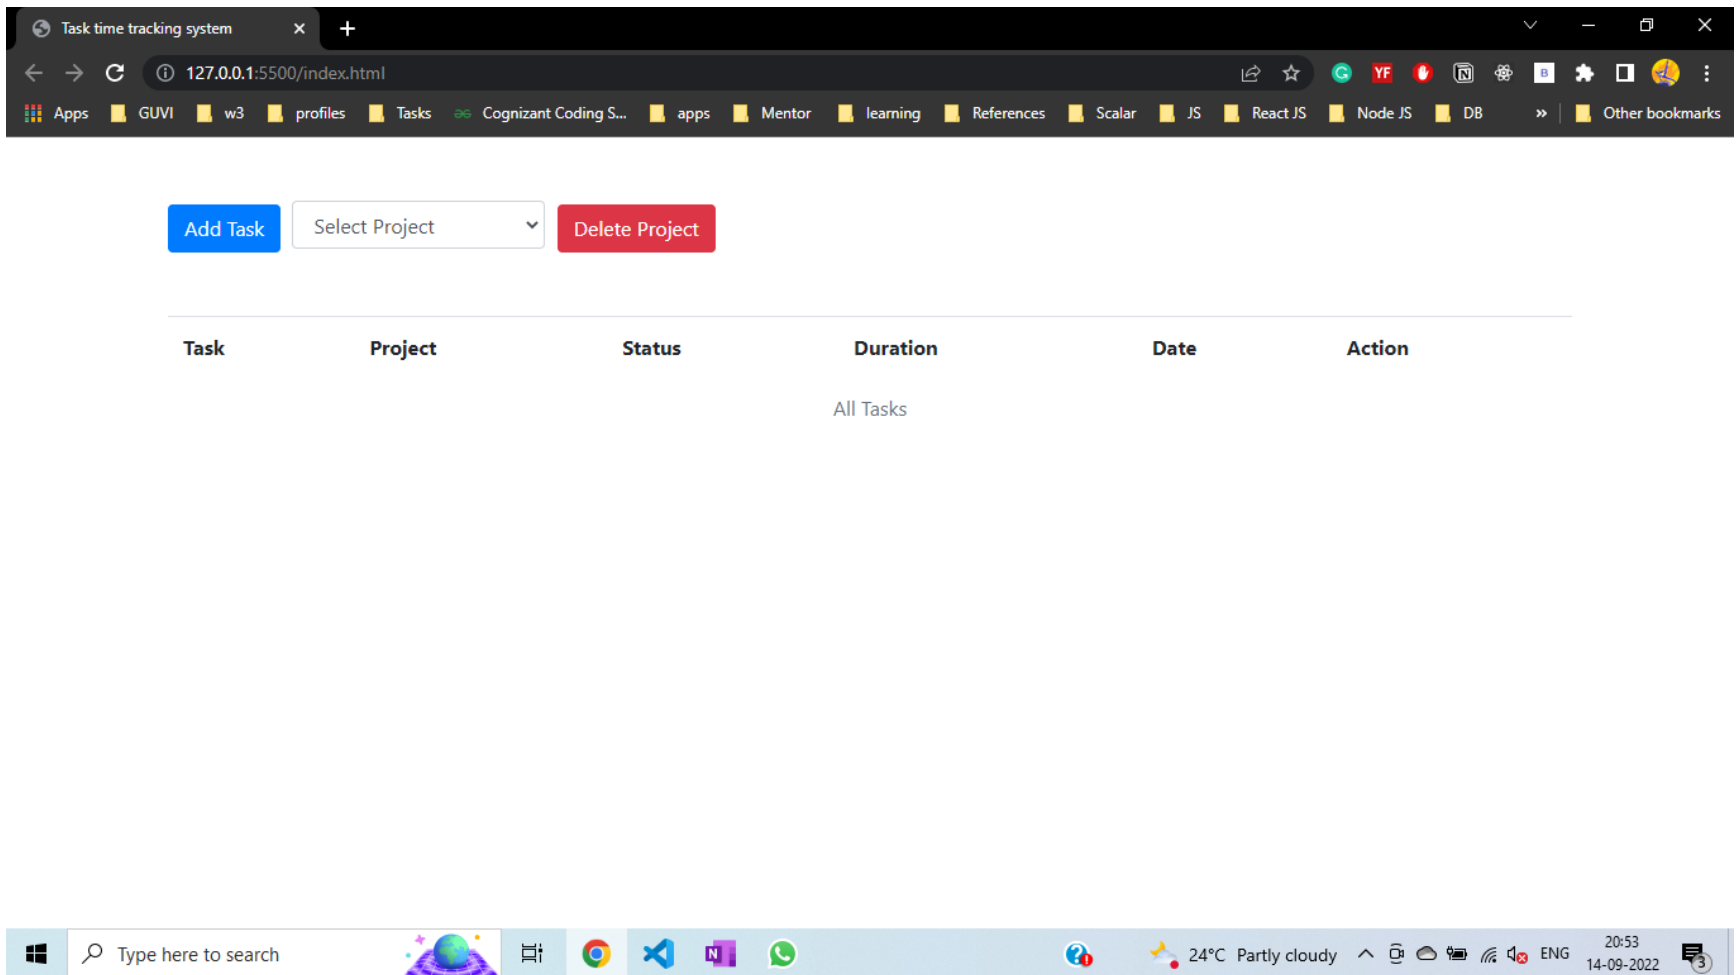 Task time tracking system
127.0.0.1:5500/index.html
YF
B
Apps GUVI w3 profiles Tasks Cognizant Coding S... apps Mentor learning References Scalar JS React JS Node JS DB » Other bookmarks
Add Task Select Project Delete Project
Task Project Status Duration Date Action
All Tasks
Type here to search
24°C Partly cloudy ENG
20:53
14-09-2022
3